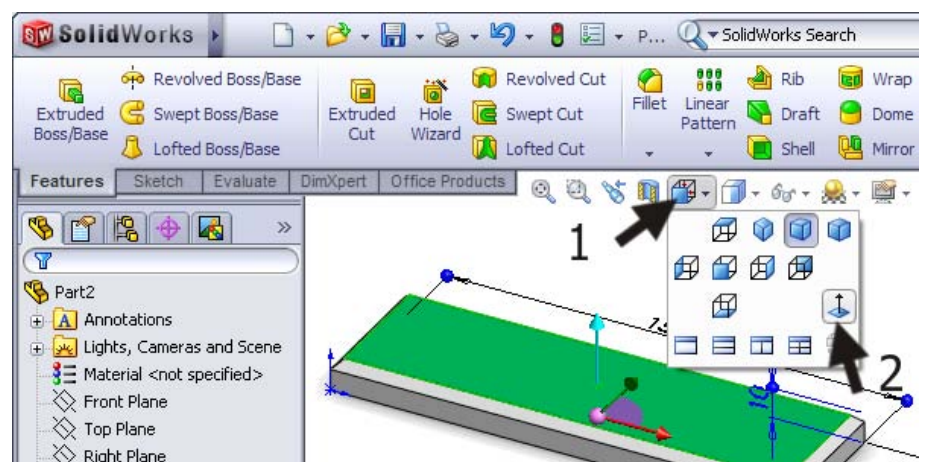 SolidWorks
P...
SolidWorks Search
Extruded Boss/Base
Revolved Boss/Base
Swept Boss/Base
Lofted Boss/Base
Extruded Cut
Hole Wizard
Revolved Cut
Swept Cut
Lofted Cut
Fillet
Linear Pattern
Rib
Draft
Shell
Wrap
Dome
Mirror
Features
Sketch
Evaluate
DimXpert
Office Products
1
2
Part2
Annotations
Lights, Cameras and Scene
Material <not specified>
Front Plane
Top Plane
Right Plane
10